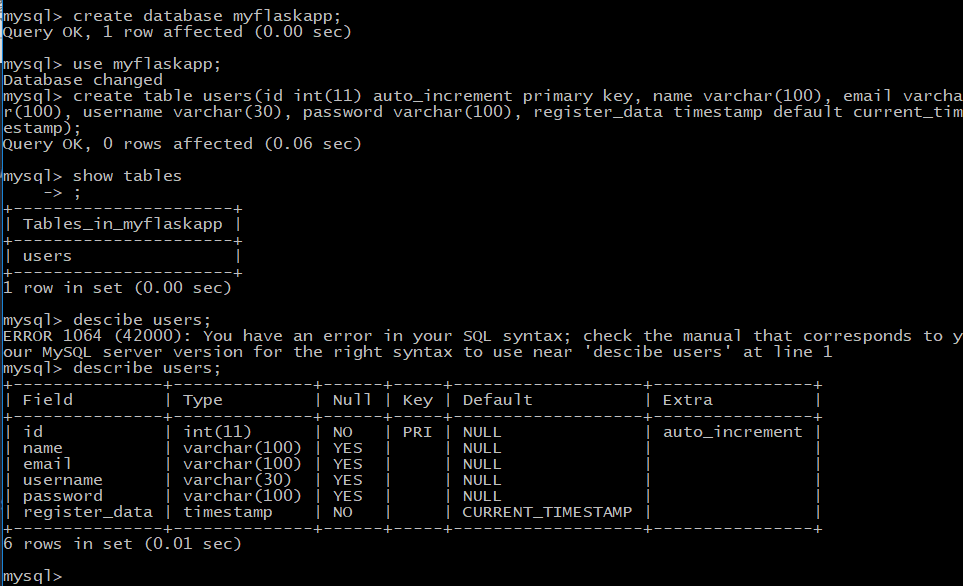 mysql> create database myflaskapp;
Query OK, 1 row affected (0.00 sec)

mysql> use myflaskapp;
Database changed
mysql> create table users(id int(11) auto_increment primary key, name varchar(100), email varcha
r(100), username varchar(30), password varchar(100), register_data timestamp default current_tim
estamp);
Query OK, 0 rows affected (0.06 sec)

mysql> show tables
    -> ;
+----------------------+
| Tables_in_myflaskapp |
+----------------------+
| users                |
+----------------------+
1 row in set (0.00 sec)

mysql> descibe users;
ERROR 1064 (42000): You have an error in your SQL syntax; check the manual that corresponds to y
our MySQL server version for the right syntax to use near 'descibe users' at line 1
mysql> describe users;
+---------------+--------------+------+-----+-------------------+----------------+
| Field         | Type         | Null | Key | Default           | Extra          |
+---------------+--------------+------+-----+-------------------+----------------+
| id            | int(11)      | NO   | PRI | NULL              | auto_increment |
| name          | varchar(100) | YES  |     | NULL              |                |
| email         | varchar(100) | YES  |     | NULL              |                |
| username      | varchar(30)  | YES  |     | NULL              |                |
| password      | varchar(100) | YES  |     | NULL              |                |
| register_data | timestamp    | NO   |     | CURRENT_TIMESTAMP |                |
+---------------+--------------+------+-----+-------------------+----------------+
6 rows in set (0.01 sec)

mysql>